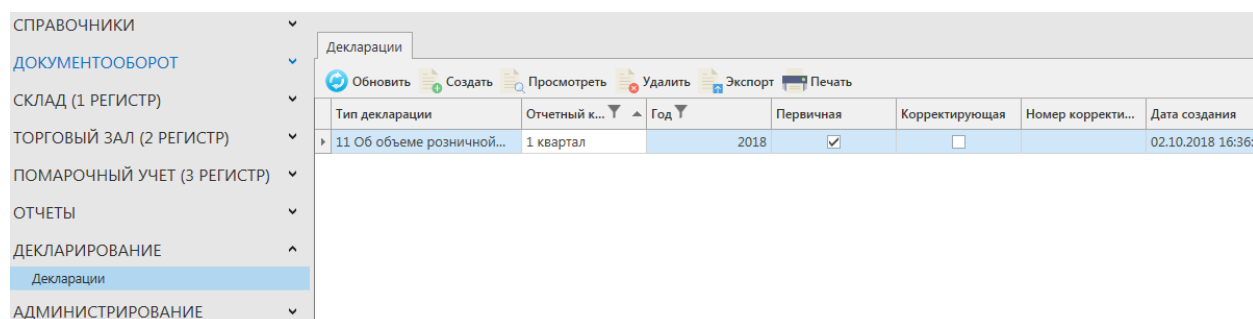 СПРАВОЧНИКИ
ДОКУМЕНТООБОРОТ
СКЛАД (1 РЕГИСТР)
ТОРГОВЫЙ ЗАЛ (2 РЕГИСТР)
ПОМАРОЧНЫЙ УЧЕТ (3 РЕГИСТР)
ОТЧЕТЫ
ДЕКЛАРИРОВАНИЕ
Декларации
АДМИНИСТРИРОВАНИЕ
Декларации
Обновить Создать Просмотреть Удалить Экспорт Печать
Тип декларации Отчетный к... Год Первичная Корректирующая Номер корректи... Дата создания
11 Об объеме розничной... 1 квартал 2018 02.10.2018 16:36: